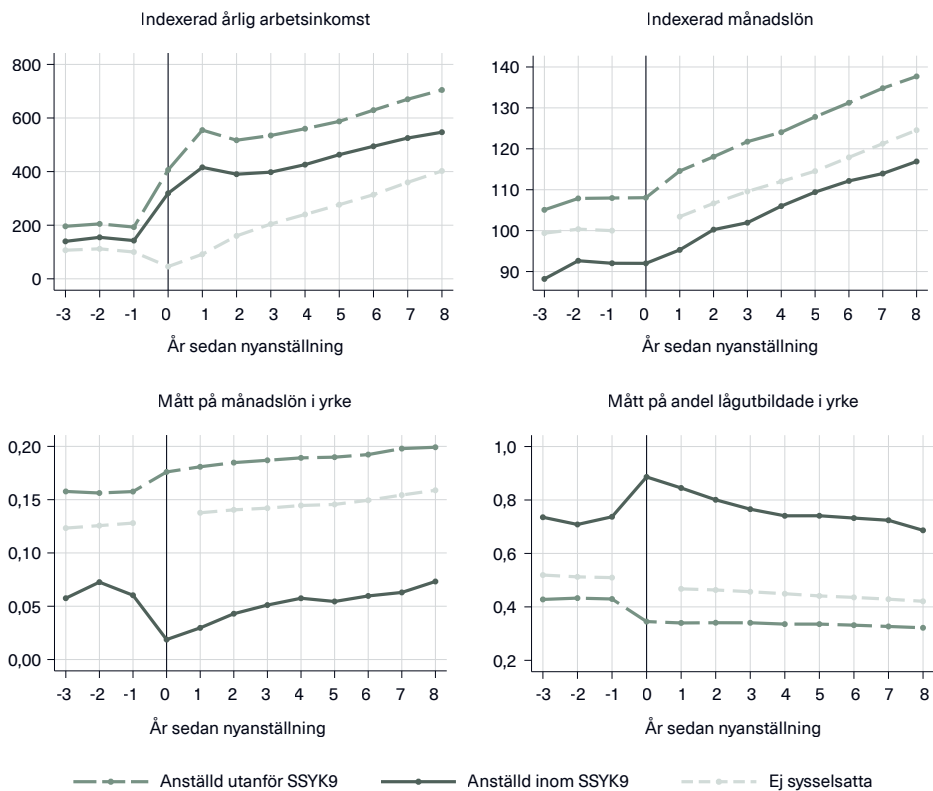 Indexerad årlig arbetsinkomst
800
600
400
200
0
-3 -2 -1 0 1 2 3 4 5 6 7 8
År sedan nyanställning
Indexerad månadslön
140
130
120
110
100
90
-3 -2 -1 0 1 2 3 4 5 6 7 8
År sedan nyanställning
Mått på månadslön i yrke
0,20
0,15
0,10
0,05
0,00
-3 -2 -1 0 1 2 3 4 5 6 7 8
År sedan nyanställning
Mått på andel lågutbildade i yrke
1,0
0,8
0,6
0,4
0,2
-3 -2 -1 0 1 2 3 4 5 6 7 8
År sedan nyanställning
Anställd utanför SSYK9 Anställd inom SSYK9 Ej sysselsatta